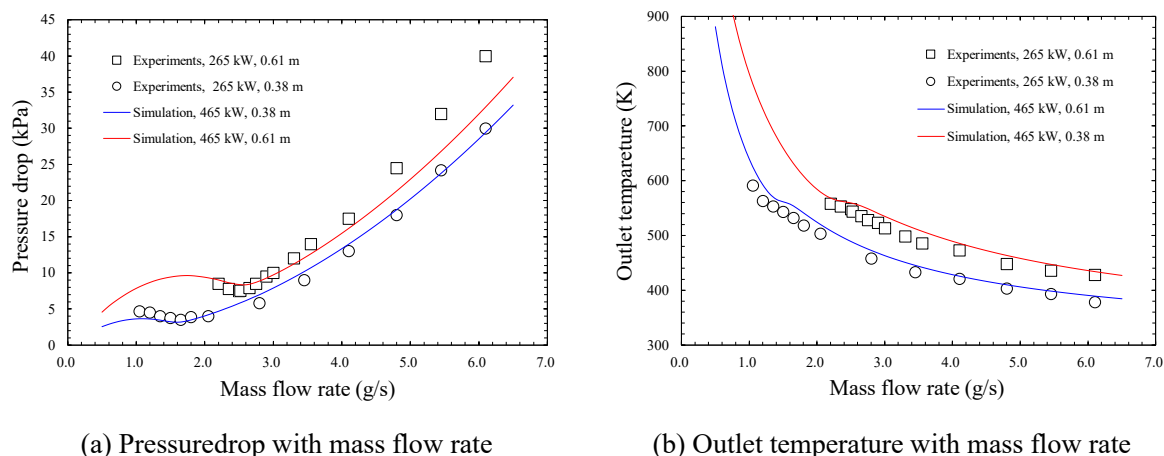 45
40
35
30
25
20
15
10
5
0
Pressure drop (kPa)
Experiments, 265 kW, 0.61 m
Experiments, 265 kW, 0.38 m
Simulation, 465 kW, 0.38 m
Simulation, 465 kW, 0.61 m
0.0 1.0 2.0 3.0 4.0 5.0 6.0 7.0
Mass flow rate (g/s)
(a) Pressuredrop with mass flow rate
900
800
700
600
500
400
300
Outlet tempareture (K)
Experiments, 265 kW, 0.61 m
Experiments, 265 kW, 0.38 m
Simulation, 465 kW, 0.61 m
Simulation, 465 kW, 0.38 m
0.0 1.0 2.0 3.0 4.0 5.0 6.0 7.0
Mass flow rate (g/s)
(b) Outlet temperature with mass flow rate